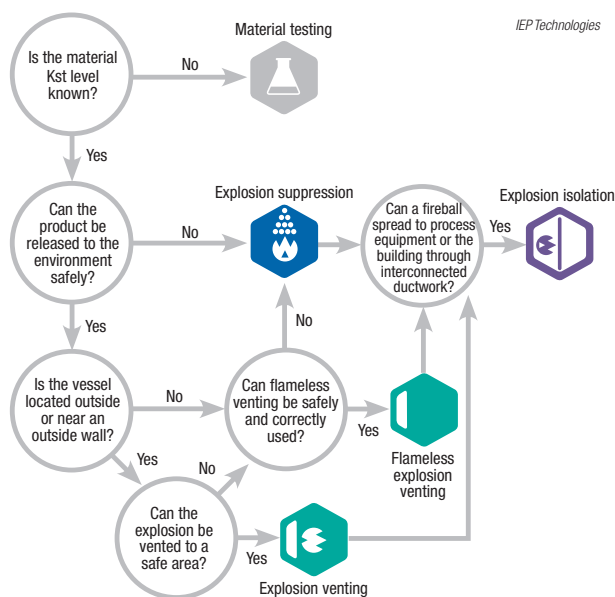 IEP Technologies
Material testing
Is the material
Kst level
known?
No
Yes
Explosion suppression
Explosion isolation
Can the
product be
released to the
environment
safely?
No
Can a fireball
spread to process
equipment or the
building through
interconnected
ductwork?
Yes
Yes
No
Is the vessel
located outside
or near an
outside wall?
No
Can flameless
venting be safely
and correctly
used?
Yes
Flameless
explosion
venting
Yes
No
Can the
explosion be
vented to a
safe area?
Yes
Explosion venting